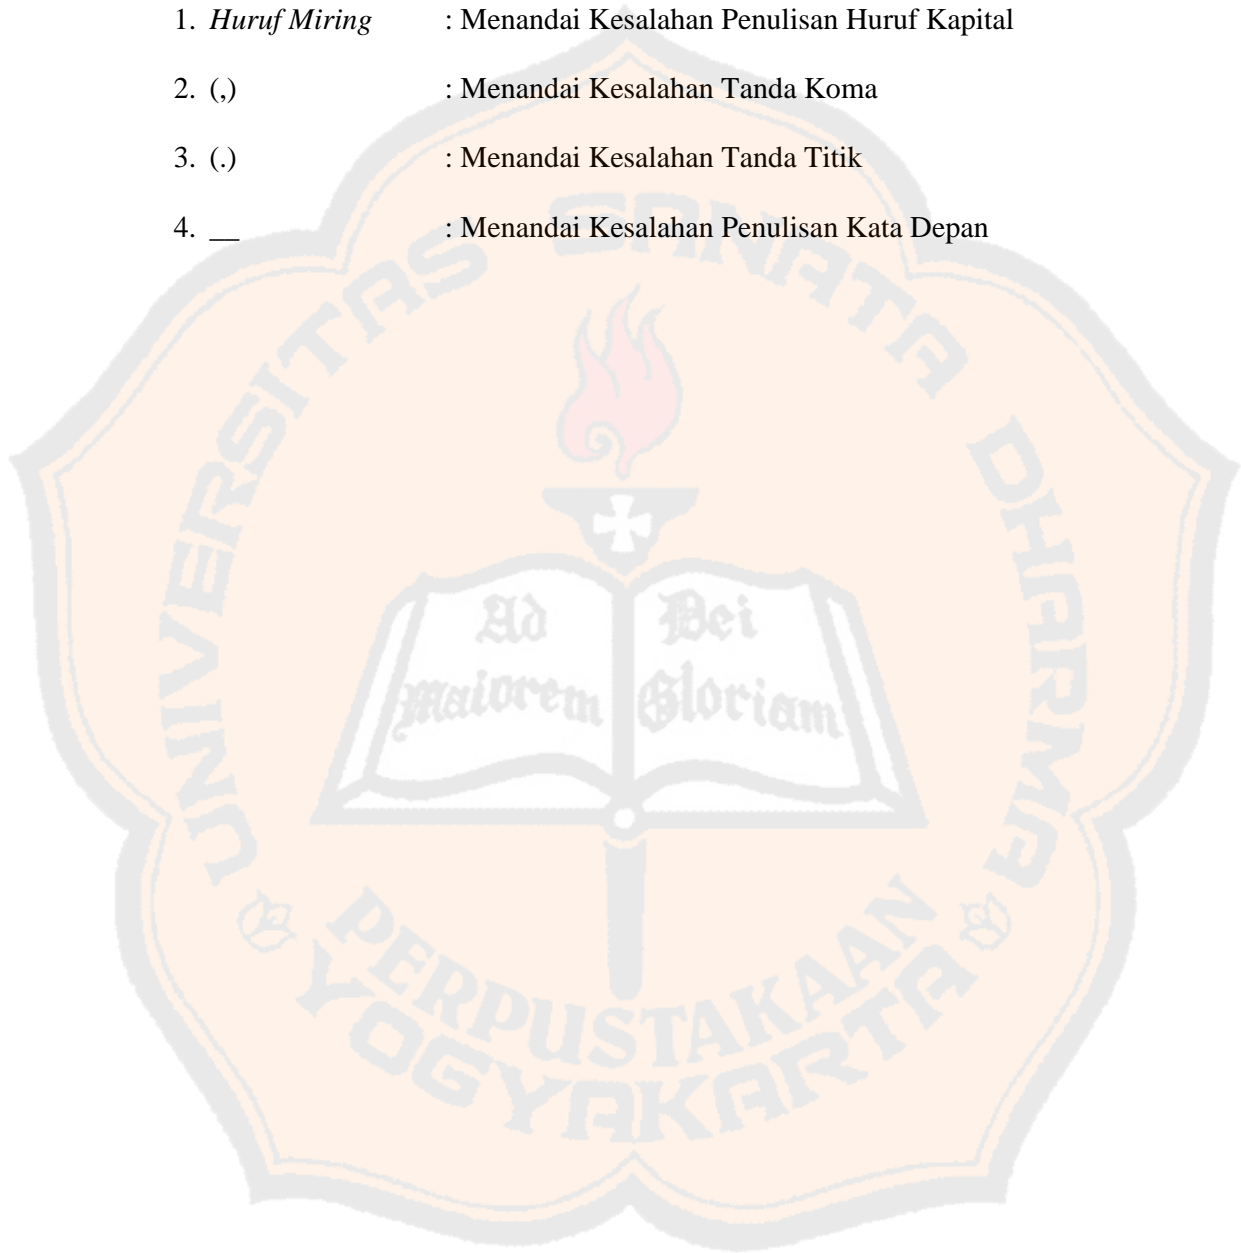 1. Huruf Miring : Menandai Kesalahan Penulisan Huruf Kapital
2. (,) : Menandai Kesalahan Tanda Koma
3. (.) : Menandai Kesalahan Tanda Titik
4. __ : Menandai Kesalahan Penulisan Kata Depan
UNIVERSITAS SANATA DHARMA
Ad Dei
Maiorem Gloriam
PERPUSTAKAAN
YOGYAKARTA